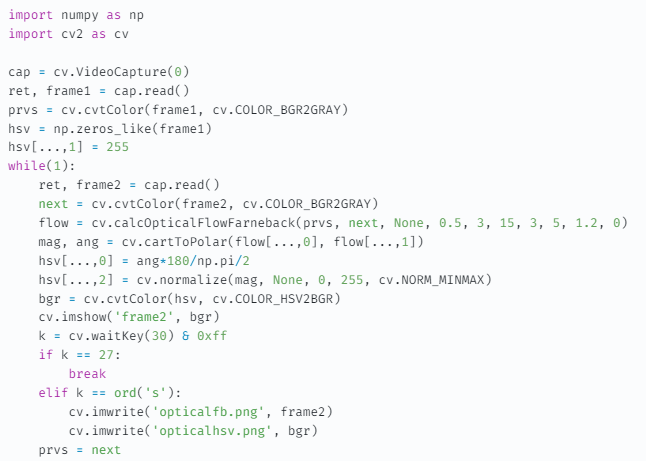 import numpy as np
import cv2 as cv

cap = cv.VideoCapture(0)
ret, frame1 = cap.read()
prvs = cv.cvtColor(frame1, cv.COLOR_BGR2GRAY)
hsv = np.zeros_like(frame1)
hsv[...,1] = 255
while(1):
    ret, frame2 = cap.read()
    next = cv.cvtColor(frame2, cv.COLOR_BGR2GRAY)
    flow = cv.calcOpticalFlowFarneback(prvs, next, None, 0.5, 3, 15, 3, 5, 1.2, 0)
    mag, ang = cv.cartToPolar(flow[...,0], flow[...,1])
    hsv[...,0] = ang*180/np.pi/2
    hsv[...,2] = cv.normalize(mag, None, 0, 255, cv.NORM_MINMAX)
    bgr = cv.cvtColor(hsv, cv.COLOR_HSV2BGR)
    cv.imshow('frame2', bgr)
    k = cv.waitKey(30) & 0xff
    if k == 27:
        break
    elif k == ord('s'):
        cv.imwrite('opticalfb.png', frame2)
        cv.imwrite('opticalhsv.png', bgr)
    prvs = next